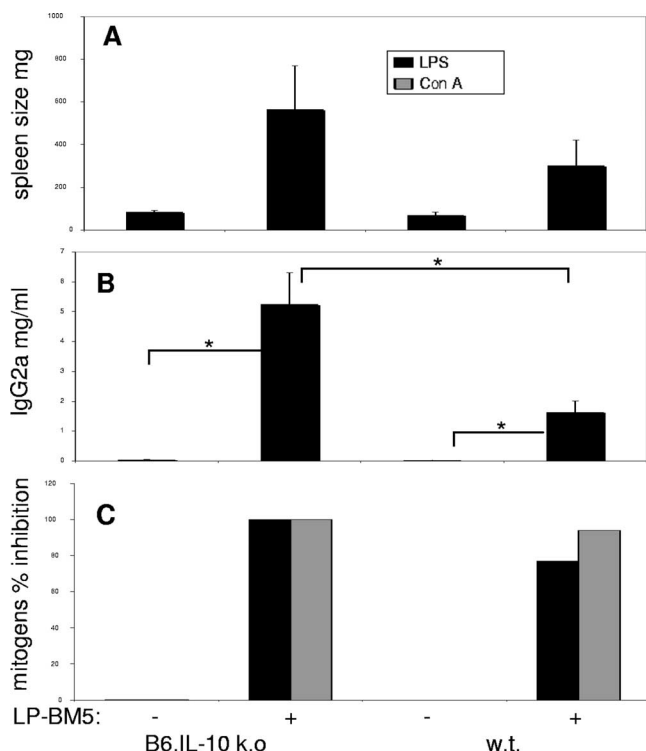 A
spleen size mg
1000
800
600
400
200
0
LPS
Con A
B
IgG2a mg/ml
7
6
5
4
3
2
1
0
*
*
*
C
mitogens % inhibition
120
100
80
60
40
20
0
LP-BM5: - + - +
B6.IL-10 k.o w.t.